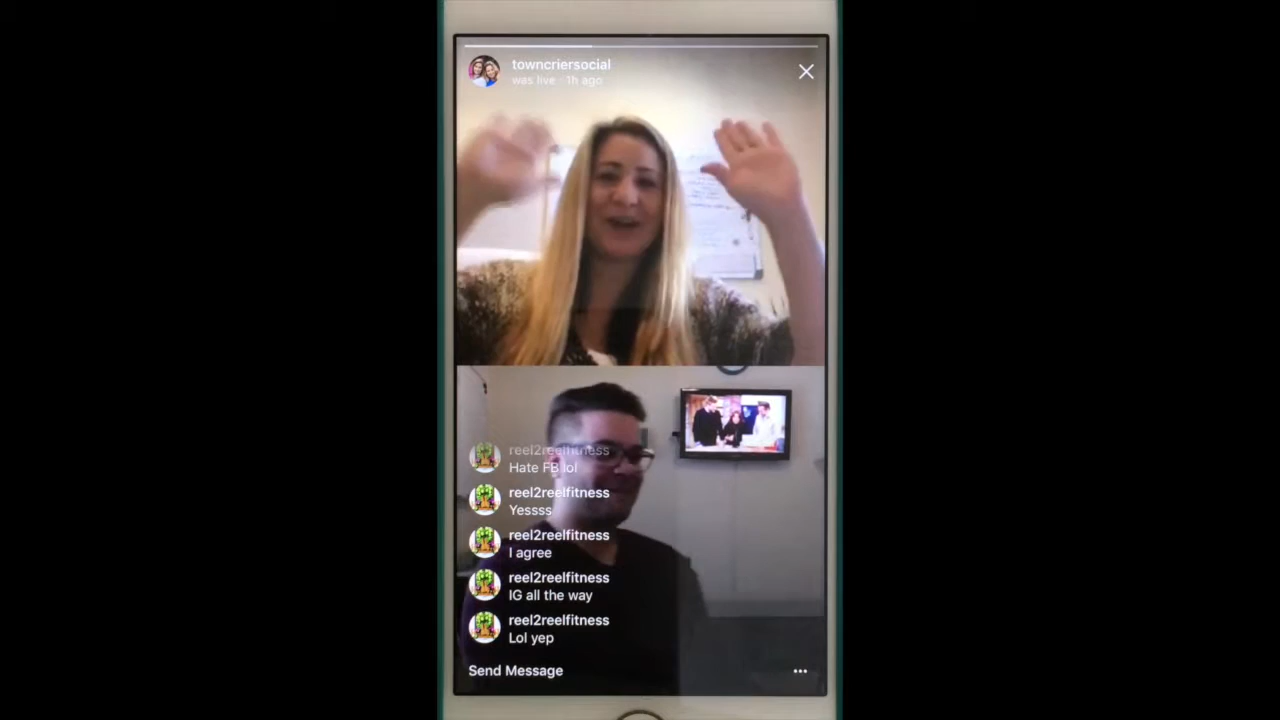 towncriersocial
was live · 1h ago
reel2reelfitness
Hate FB lol
reel2reelfitness
Yessss
reel2reelfitness
I agree
reel2reelfitness
IG all the way
reel2reelfitness
Lol yep
Send Message